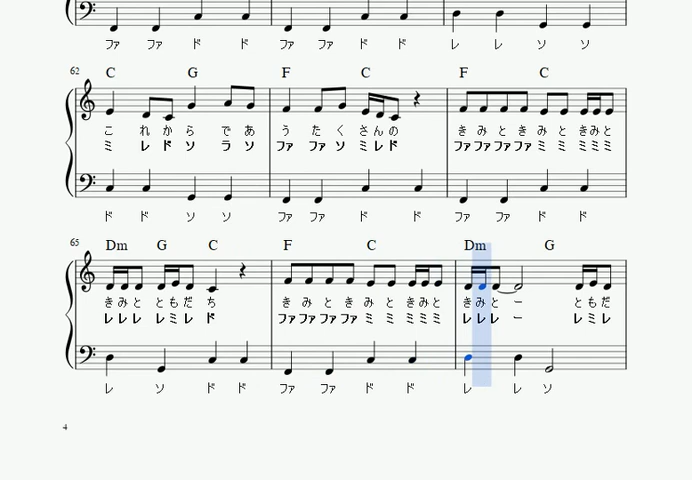 ファ ファ ド ド ファ ファ ド ド レ レ ソ ソ
62 C G F C F C
こ れ か ら で あ う た く さ ん の き み と き み と き み と
ミ レ ド ソ ラ ソ ファ ファ ソ ミ レ ド ファ ファ ファ ファ ミ ミ ミ ミ ミ
ド ド ソ ソ ファ ファ ド ド ファ ファ ド ド
65 Dm G C F C Dm G
き み と と も だ ち き み と き み と き み と き み と ー と も だ
レ レ レ レ ミ レ ド ファ ファ ファ ファ ミ ミ ミ ミ ミ レ レ レ ー レ ミ レ
レ ソ ド ド ファ ファ ド ド レ レ ソ
4